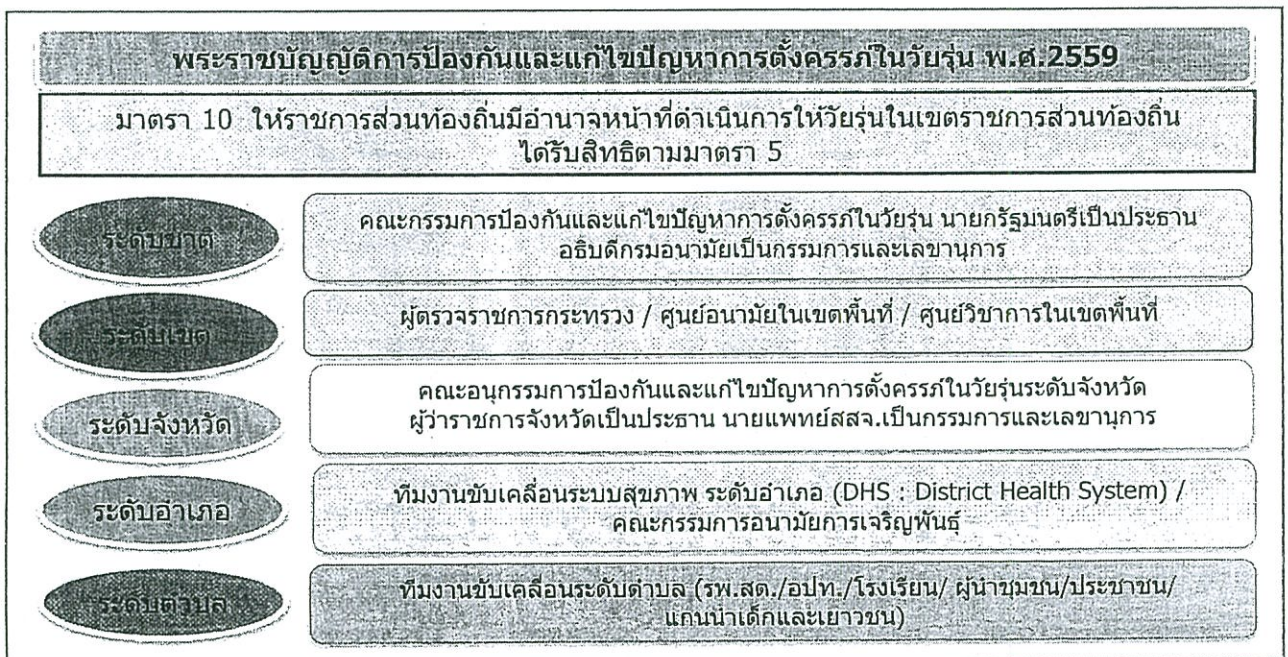 พระราชบัญญัติการป้องกันและแก้ไขปัญหาการตั้งครรภ์ในวัยรุ่น พ.ศ.2559
มาตรา 10 ให้ราชการส่วนท้องถิ่นมีอำนาจหน้าที่ดำเนินการให้วัยรุ่นในเขตราชการส่วนท้องถิ่น
ได้รับสิทธิตามมาตรา 5
ระดับชาติ
คณะกรรมการป้องกันและแก้ไขปัญหาการตั้งครรภ์ในวัยรุ่น นายกรัฐมนตรีเป็นประธาน
อธิบดีกรมอนามัยเป็นกรรมการและเลขานุการ
ระดับเขต
ผู้ตรวจราชการกระทรวง / ศูนย์อนามัยในเขตพื้นที่ / ศูนย์วิชาการในเขตพื้นที่
ระดับจังหวัด
คณะอนุกรรมการป้องกันและแก้ไขปัญหาการตั้งครรภ์ในวัยรุ่นระดับจังหวัด
ผู้ว่าราชการจังหวัดเป็นประธาน นายแพทย์สสจ.เป็นกรรมการและเลขานุการ
ระดับอำเภอ
ทีมงานขับเคลื่อนระบบสุขภาพ ระดับอำเภอ (DHS : District Health System) /
คณะกรรมการอนามัยการเจริญพันธุ์
ระดับตำบล
ทีมงานขับเคลื่อนระดับตำบล (รพ.สต./อปท./โรงเรียน/ ผู้นำชุมชน/ประชาชน/
แกนนำเด็กและเยาวชน)